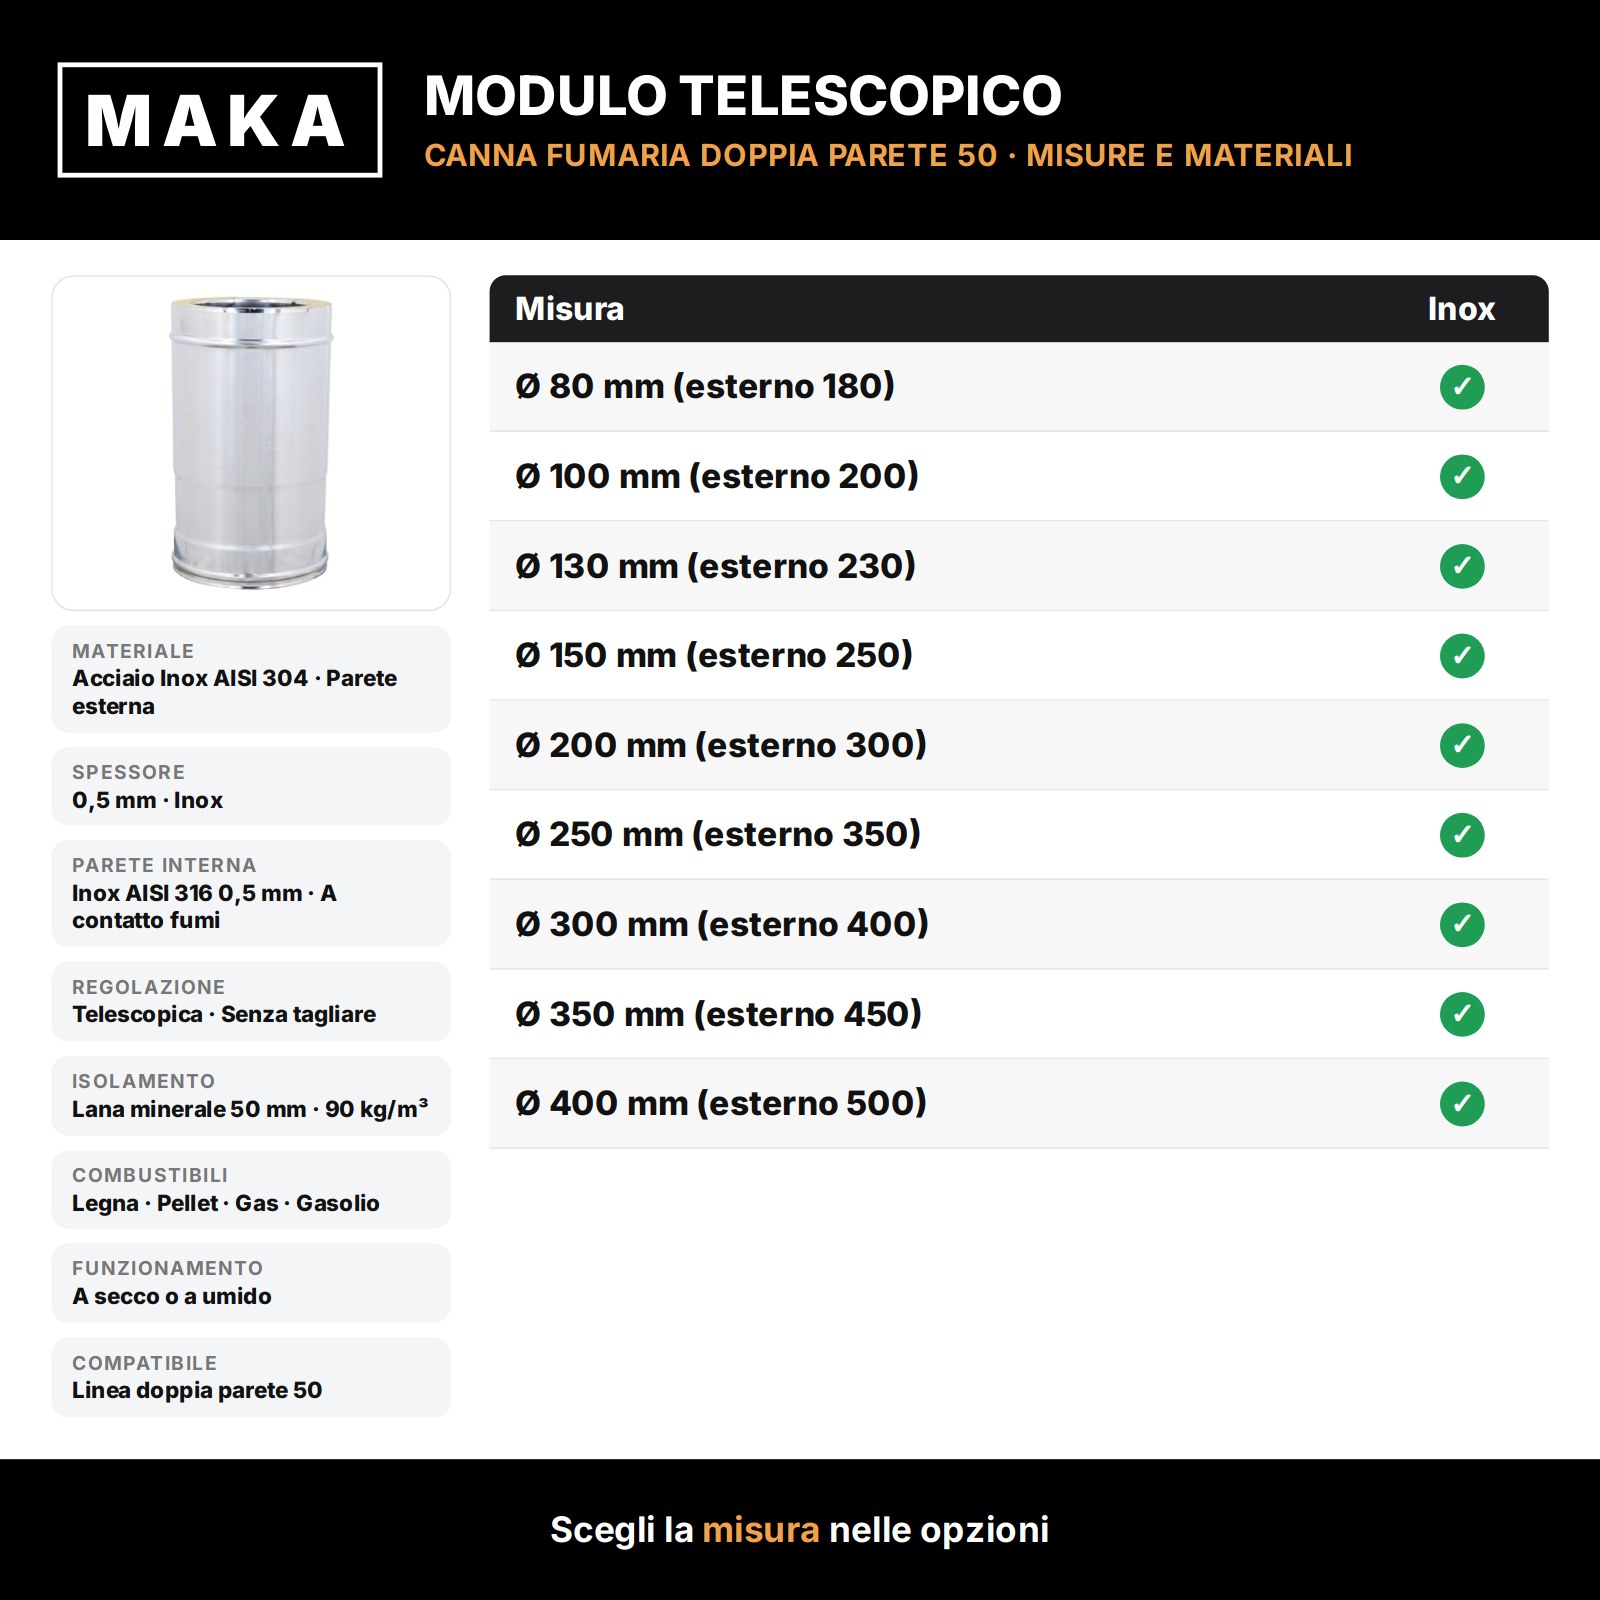 MAKA
MODULO TELESCOPICO
CANNA FUMARIA DOPPIA PARETE 50 · MISURE E MATERIALI
MATERIALE
Acciaio Inox AISI 304 · Parete
esterna
SPESSORE
0,5 mm · Inox
PARETE INTERNA
Inox AISI 316 0,5 mm · A
contatto fumi
REGOLAZIONE
Telescopica · Senza tagliare
ISOLAMENTO
Lana minerale 50 mm · 90 kg/m³
COMBUSTIBILI
Legna · Pellet · Gas · Gasolio
FUNZIONAMENTO
A secco o a umido
COMPATIBILE
Linea doppia parete 50
Misura Inox
Ø 80 mm (esterno 180) ✓
Ø 100 mm (esterno 200) ✓
Ø 130 mm (esterno 230) ✓
Ø 150 mm (esterno 250) ✓
Ø 200 mm (esterno 300) ✓
Ø 250 mm (esterno 350) ✓
Ø 300 mm (esterno 400) ✓
Ø 350 mm (esterno 450) ✓
Ø 400 mm (esterno 500) ✓
Scegli la misura nelle opzioni